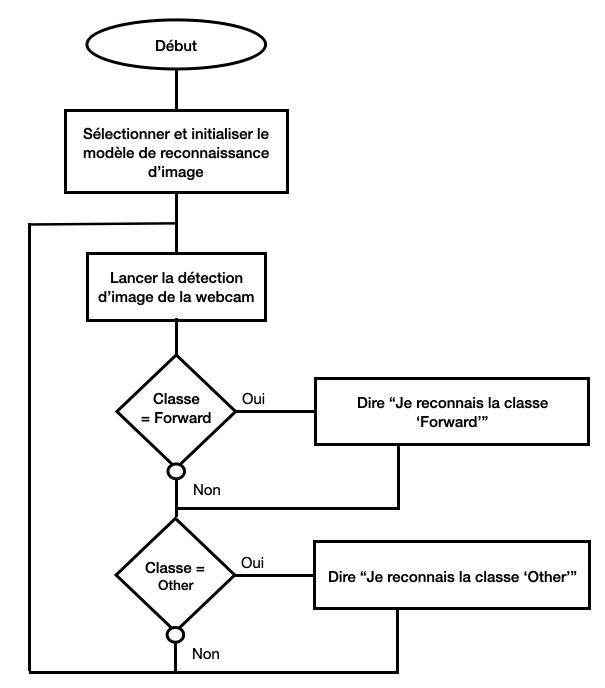 Début
Sélectionner et initialiser le
modèle de reconnaissance
d’image
Lancer la détection
d’image de la webcam
Classe
= Forward
Oui
Dire “Je reconnais la classe
‘Forward’”
Non
Classe =
Other
Oui
Dire “Je reconnais la classe ‘Other’”
Non